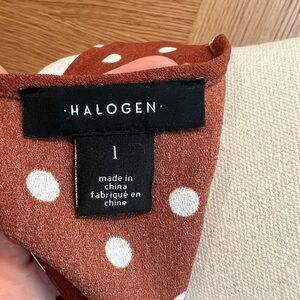 ·HALOGEN·
1
made in
china
fabriqué en
chine